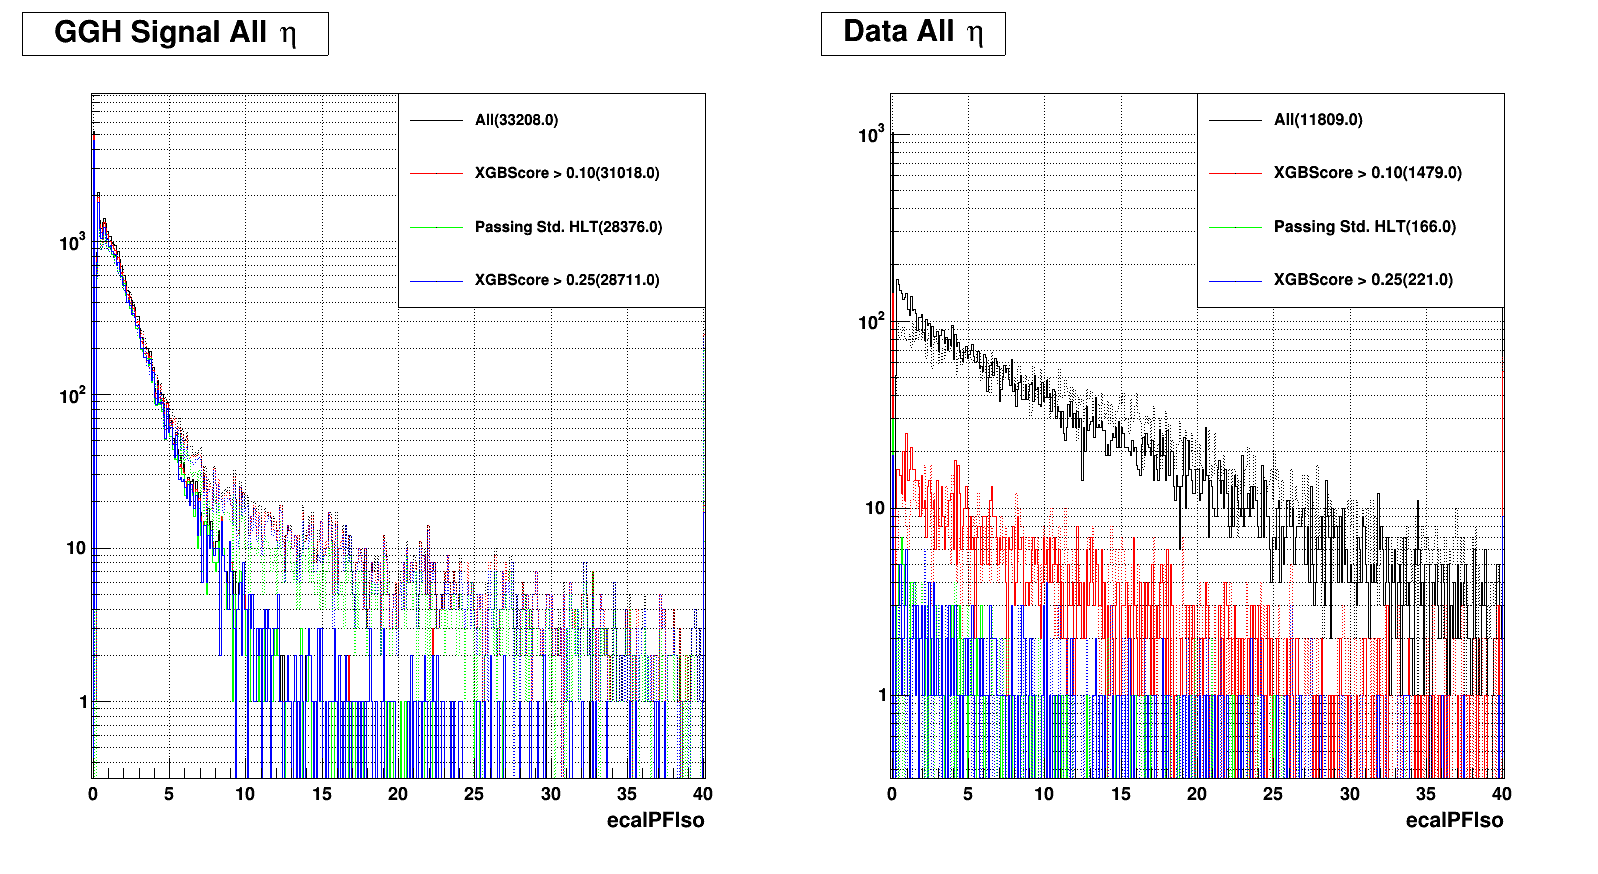 GGH Signal All η
All(33208.0)
XGBScore > 0.10(31018.0)
Passing Std. HLT(28376.0)
XGBScore > 0.25(28711.0)
10³
10²
10
1
0 5 10 15 20 25 30 35 40
ecalPFIso
Data All η
All(11809.0)
XGBScore > 0.10(1479.0)
Passing Std. HLT(166.0)
XGBScore > 0.25(221.0)
10³
10²
10
1
0 5 10 15 20 25 30 35 40
ecalPFIso